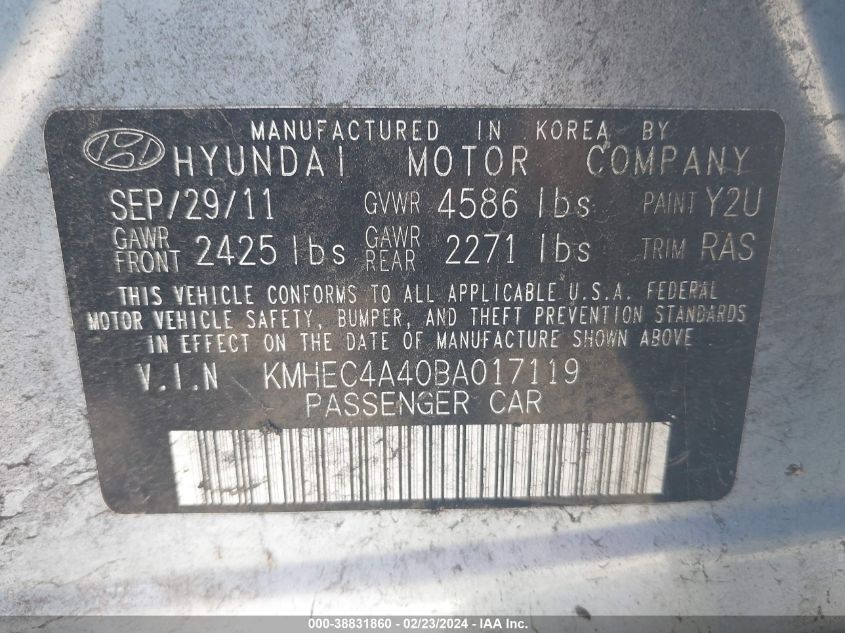 MANUFACTURED IN KOREA BY
HYUNDAI MOTOR COMPANY
SEP/29/11 GVWR 4586 lbs PAINT Y2U
GAWR FRONT 2425 lbs GAWR REAR 2271 lbs TRIM RAS
THIS VEHICLE CONFORMS TO ALL APPLICABLE U.S.A. FEDERAL
MOTOR VEHICLE SAFETY, BUMPER, AND THEFT PREVENTION STANDARDS
IN EFFECT ON THE DATE OF MANUFACTURE SHOWN ABOVE
V.I.N KMHEC4A40BA017119
PASSENGER CAR
000-38831860 - 02/23/2024 - IAA Inc.